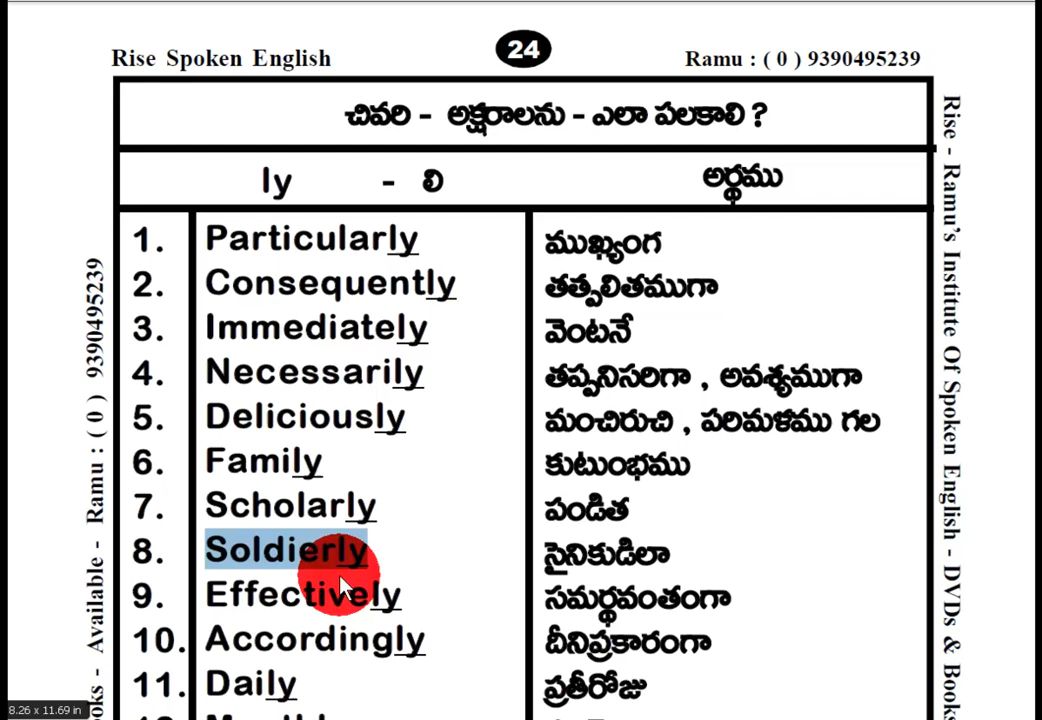 Rise Spoken English 24 Ramu : ( 0 ) 9390495239
చివరి - అక్షరాలను - ఎలా పలకాలి ?
ly - లి అర్థము
1. Particularly ముఖ్యంగ
2. Consequently తత్ఫలితముగా
3. Immediately వెంటనే
4. Necessarily తప్పనిసరిగా , అవశ్యముగా
5. Deliciously మంచిరుచి , పరిమళము గల
6. Family కుటుంభము
7. Scholarly పండిత
8. Soldierly సైనికుడిలా
9. Effectively సమర్థవంతంగా
10. Accordingly దీనిప్రకారంగా
11. Daily ప్రతీరోజు
Available - Ramu : ( 0 ) 9390495239
Rise - Ramu's Institute Of Spoken English - DVDs & Books
8.26 x 11.69 in